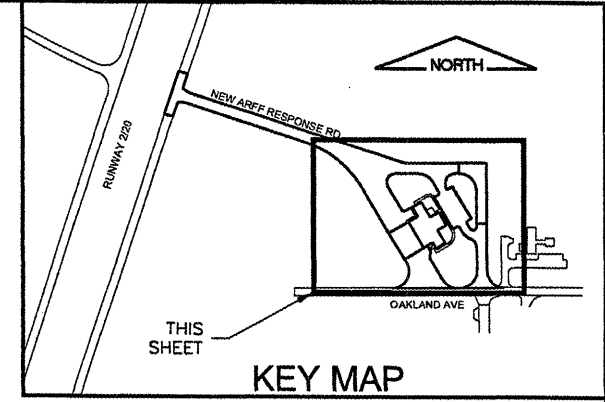 NORTH
NEW ARFF RESPONSE RD
RUNWAY 2/20
OAKLAND AVE
THIS
SHEET
KEY MAP